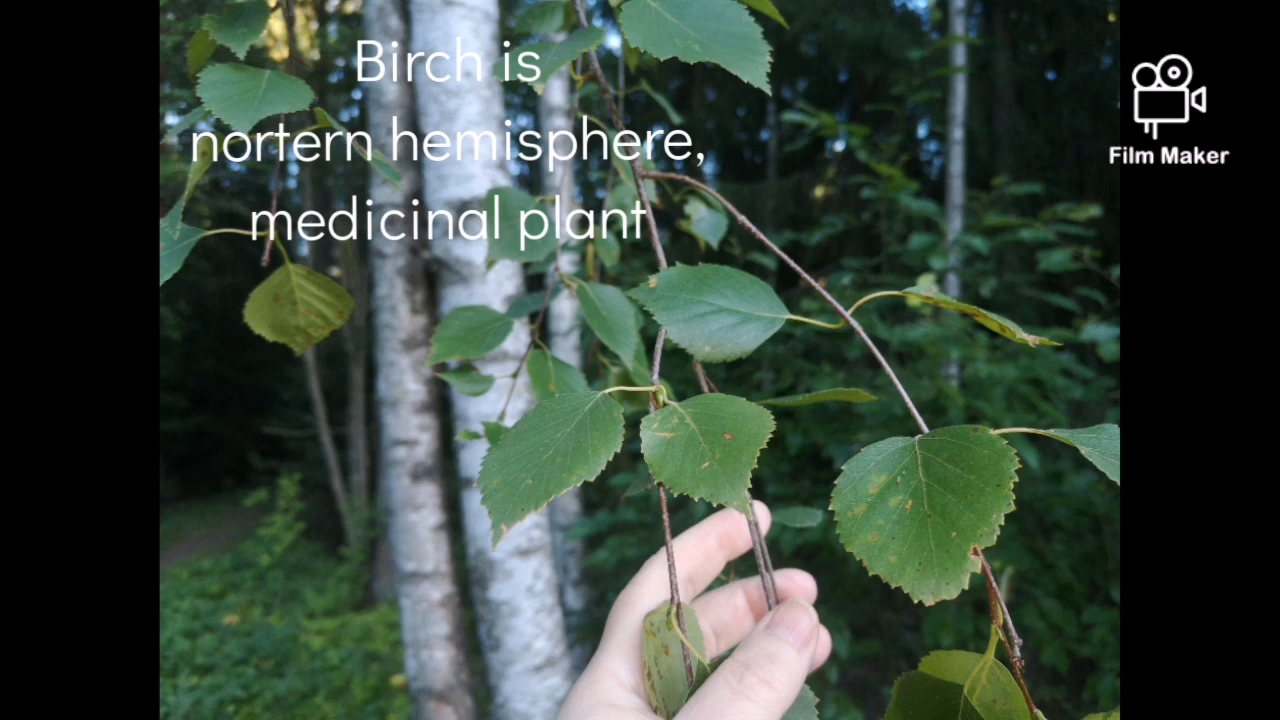 Birch is
nortern hemisphere,
medicinal plant
Film Maker